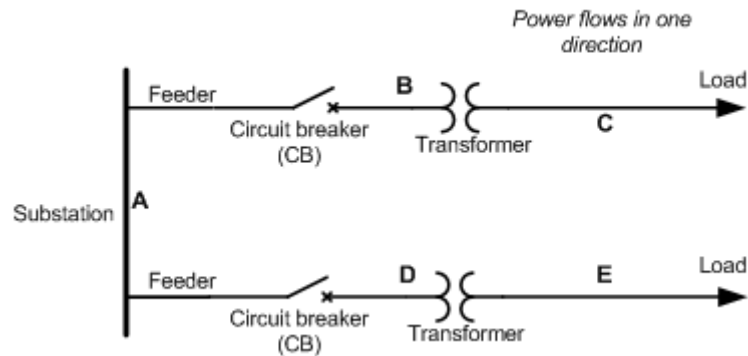 Power flows in one
direction
Load
Feeder
B
Circuit breaker
(CB)
Transformer
C
Substation
A
Load
Feeder
D
E
Circuit breaker
(CB)
Transformer